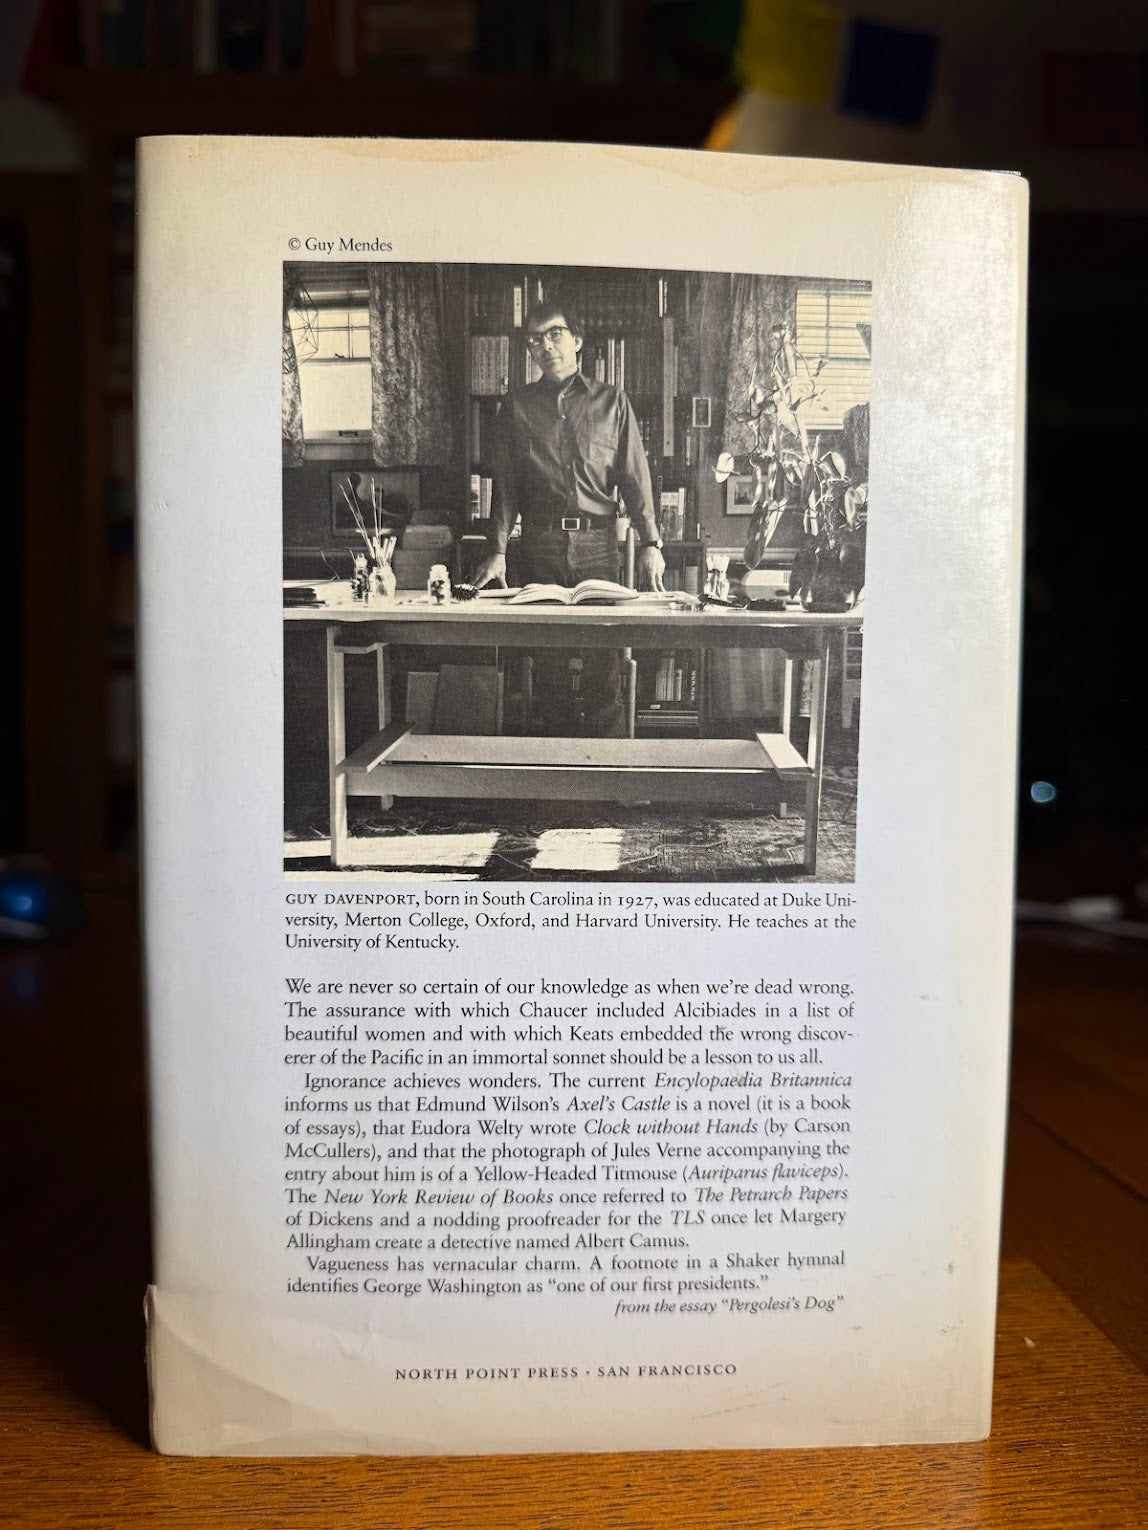 © Guy Mendes
GUY DAVENPORT, born in South Carolina in 1927, was educated at Duke Uni-
versity, Merton College, Oxford, and Harvard University. He teaches at the
University of Kentucky.
We are never so certain of our knowledge as when we're dead wrong.
The assurance with which Chaucer included Alcibiades in a list of
beautiful women and with which Keats embedded the wrong discov-
erer of the Pacific in an immortal sonnet should be a lesson to us all.
Ignorance achieves wonders. The current Encylopaedia Britannica
informs us that Edmund Wilson's Axel's Castle is a novel (it is a book
of essays), that Eudora Welty wrote Clock without Hands (by Carson
McCullers), and that the photograph of Jules Verne accompanying the
entry about him is of a Yellow-Headed Titmouse (Auriparus flaviceps).
The New York Review of Books once referred to The Petrarch Papers
of Dickens and a nodding proofreader for the TLS once let Margery
Allingham create a detective named Albert Camus.
Vagueness has vernacular charm. A footnote in a Shaker hymnal
identifies George Washington as "one of our first presidents."
from the essay "Pergolesi's Dog"
NORTH POINT PRESS · SAN FRANCISCO